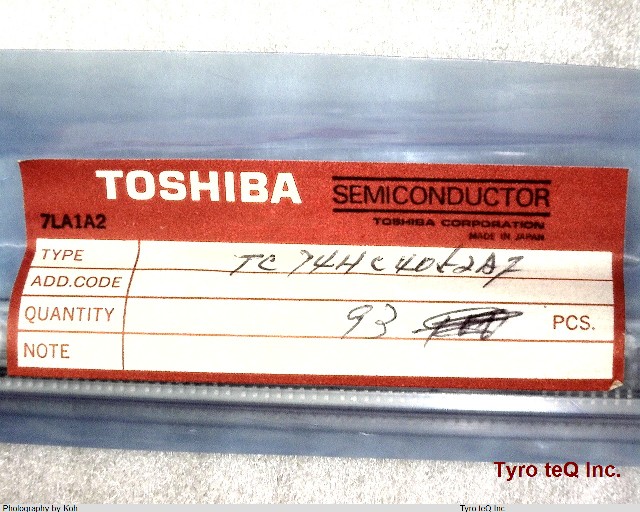 TOSHIBA
SEMICONDUCTOR
TOSHIBA CORPORATION
MADE IN JAPAN
7LA1A2
TYPE
ADD.CODE
QUANTITY 93 PCS.
NOTE
Tyro teQ Inc.
Photography by Koh
Tyro teQ Inc